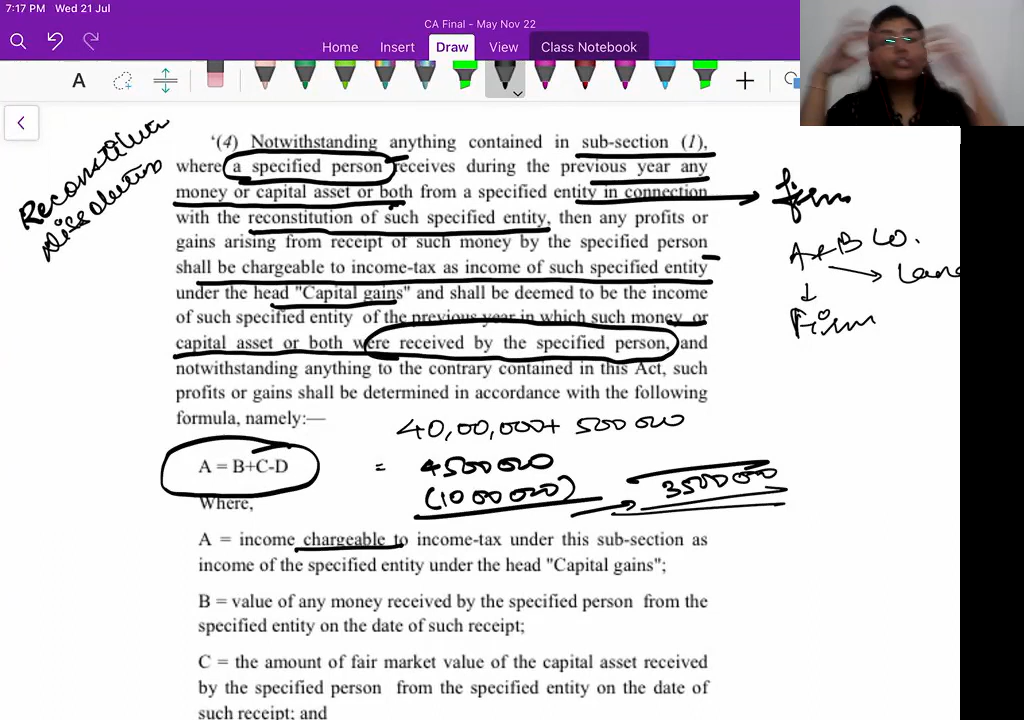 7:17 PM Wed 21 Jul
CA Final - May Nov 22
Home Insert Draw View Class Notebook
A
Reconstitution
Dissolution
‘(4) Notwithstanding anything contained in sub-section (1),
where a specified person receives during the previous year any
money or capital asset or both from a specified entity in connection
with the reconstitution of such specified entity, then any profits or
gains arising from receipt of such money by the specified person
shall be chargeable to income-tax as income of such specified entity
under the head "Capital gains" and shall be deemed to be the income
of such specified entity of the previous year in which such money or
capital asset or both were received by the specified person, and
notwithstanding anything to the contrary contained in this Act, such
profits or gains shall be determined in accordance with the following
formula, namely:—
firm
A & B Co.
Land
Firm
40,00,000+ 500000
A = B+C-D
= 4500000
(1000000)
3500000
Where,
A = income chargeable to income-tax under this sub-section as
income of the specified entity under the head "Capital gains";
B = value of any money received by the specified person from the
specified entity on the date of such receipt;
C = the amount of fair market value of the capital asset received
by the specified person from the specified entity on the date of
such receipt; and